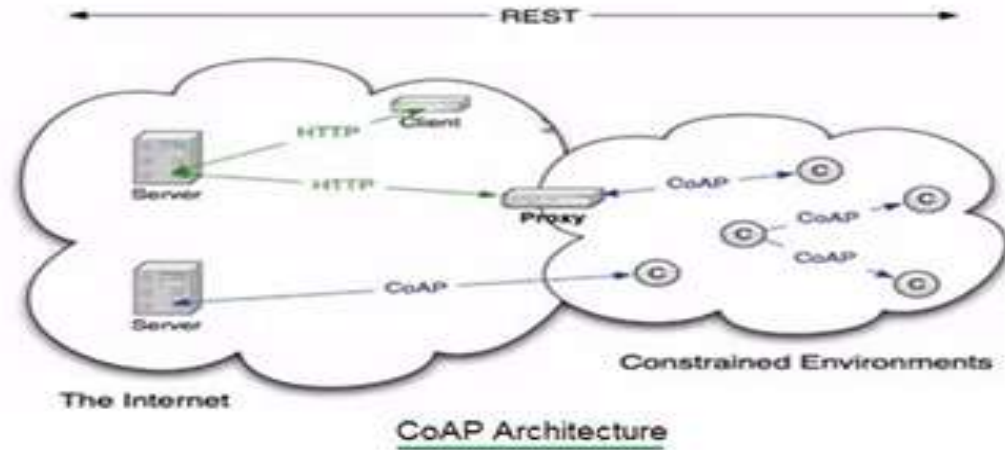 REST
HTTP
Client
Server
HTTP
Proxy
CoAP
C
C
CoAP
C
CoAP
C
C
CoAP
Server
Constrained Environments
The Internet
CoAP Architecture